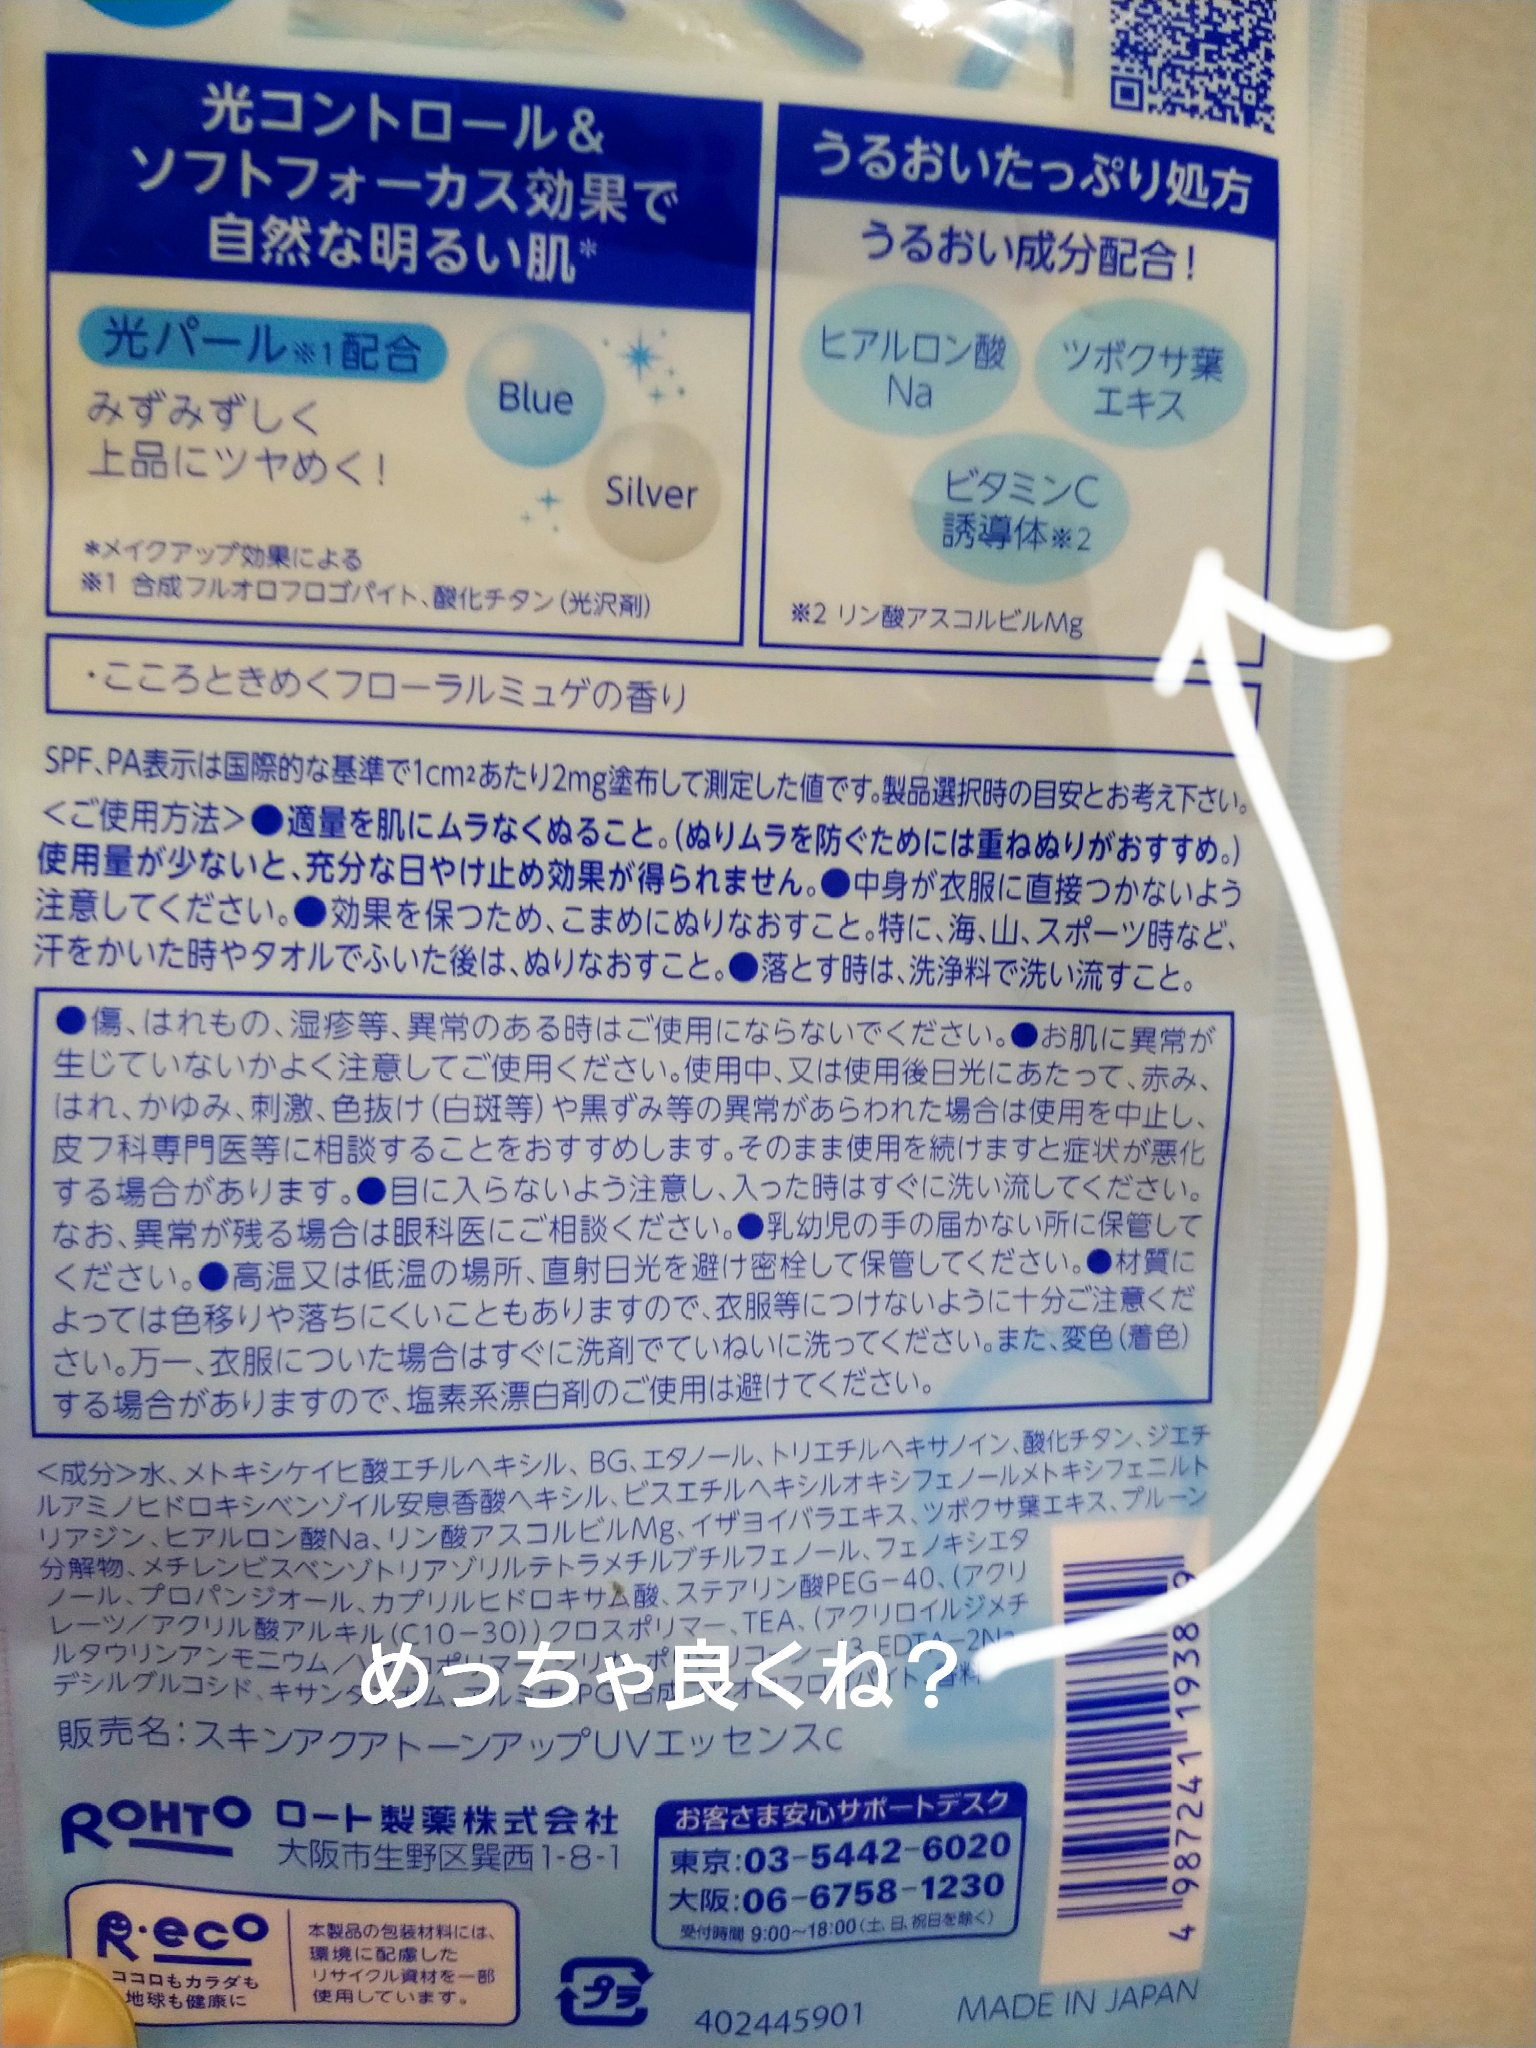 光コントロール&
ソフトフォーカス効果で
自然な明るい肌*
光パール※1配合
みずみずしく
上品にツヤめく!
Blue
Silver
*メイクアップ効果による
※1 合成フルオロフロゴパイト、酸化チタン(光沢剤)
うるおいたっぷり処方
うるおい成分配合!
ヒアルロン酸
Na
ツボクサ葉
エキス
ビタミンC
誘導体※2
※2 リン酸アスコルビルMg
・こころときめくフローラルミュゲの香り
SPF、PA表示は国際的な基準で1cm²あたり2mg塗布して測定した値です。製品選択時の目安とお考え下さい。
<ご使用方法>●適量を肌にムラなくぬること。(ぬりムラを防ぐためには重ねぬりがおすすめ。)
使用量が少ないと、充分な日やけ止め効果が得られません。●中身が衣服に直接つかないよう
注意してください。●効果を保つため、こまめにぬりなおすこと。特に、海、山、スポーツ時など、
汗をかいた時やタオルでふいた後は、ぬりなおすこと。●落とす時は、洗浄料で洗い流すこと。
●傷、はれもの、湿疹等、異常のある時はご使用にならないでください。●お肌に異常が
生じていないかよく注意してご使用ください。使用中、又は使用後日光にあたって、赤み、
はれ、かゆみ、刺激、色抜け(白斑等)や黒ずみ等の異常があらわれた場合は使用を中止し、
皮フ科専門医等に相談することをおすすめします。そのまま使用を続けますと症状が悪化
する場合があります。●目に入らないよう注意し、入った時はすぐに洗い流してください。
なお、異常が残る場合は眼科医にご相談ください。●乳幼児の手の届かない所に保管して
ください。●高温又は低温の場所、直射日光を避け密栓して保管してください。●材質に
よっては色移りや落ちにくいこともありますので、衣服等につけないように十分ご注意くだ
さい。万一、衣服についた場合はすぐに洗剤でていねいに洗ってください。また、変色(着色)
する場合がありますので、塩素系漂白剤のご使用は避けてください。
<成分>水、メトキシケイヒ酸エチルヘキシル、BG、エタノール、トリエチルヘキサノイン、酸化チタン、ジエチ
ルアミノヒドロキシベンゾイル安息香酸ヘキシル、ビスエチルヘキシルオキシフェノールメトキシフェニルト
リアジン、ヒアルロン酸Na、リン酸アスコルビルMg、イザヨイバラエキス、ツボクサ葉エキス、プルーン
分解物、メチレンビスベンゾトリアゾリルテトラメチルブチルフェノール、フェノキシエタ
ノール、プロパンジオール、カプリルヒドロキサム酸、ステアリン酸PEG-40、(アクリ
レーツ/アクリル酸アルキル(C10-30))クロスポリマー、TEA、(アクリロイルジメチ
ルタウリンアンモニウム/
デシルグルコシド、キサンタ
めっちゃ良くね?
販売名:スキンアクアトーンアップUVエッセンスC
ROHTO ロート製薬株式会社
大阪市生野区巽西1-8-1
お客さま安心サポートデスク
東京:03-5442-6020
大阪:06-6758-1230
受付時間 9:00~18:00(土、日、祝日を除く)
R・eco
ココロもカラダも
地球も健康に
本製品の包装材料には、
環境に配慮した
リサイクル資材を一部
使用しています。
プラ
402445901
MADE IN JAPAN